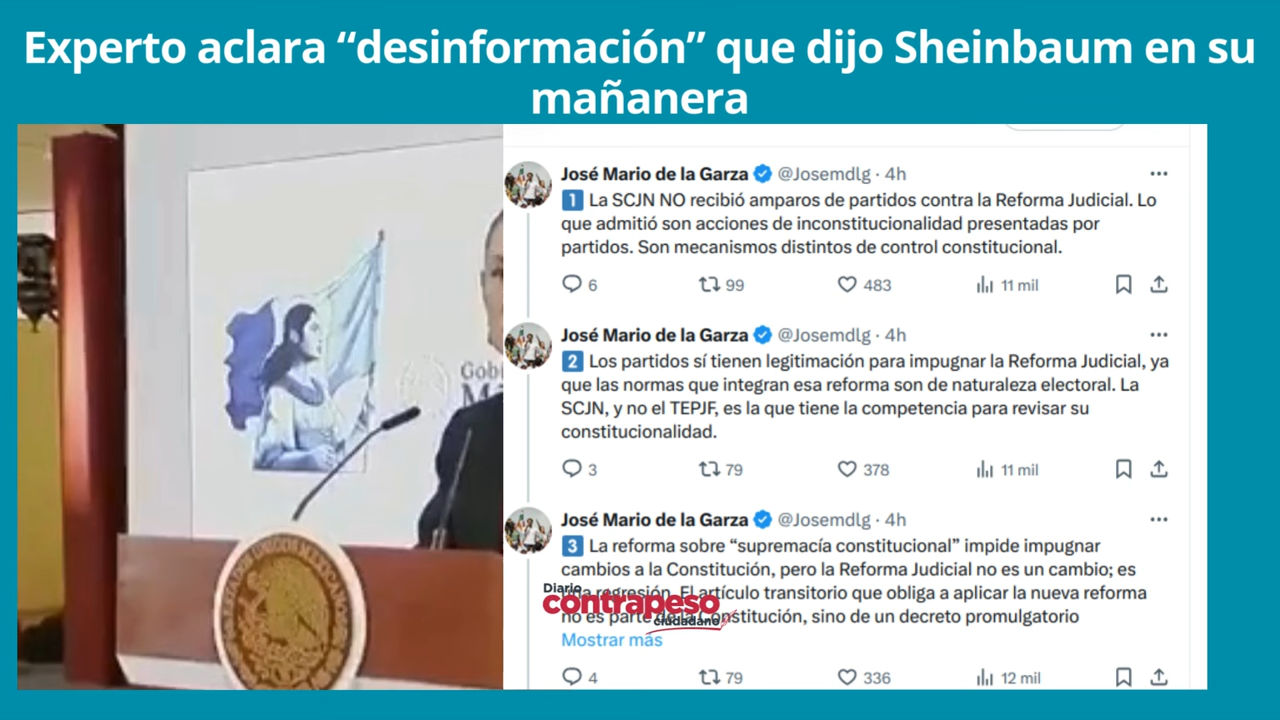 Experto aclara “desinformación” que dijo Sheinbaum en su
mañanera
José Mario de la Garza @Josemdlg · 4h
1 La SCJN NO recibió amparos de partidos contra la Reforma Judicial. Lo
que admitió son acciones de inconstitucionalidad presentadas por
partidos. Son mecanismos distintos de control constitucional.
6 99 483 11 mil
José Mario de la Garza @Josemdlg · 4h
2 Los partidos sí tienen legitimación para impugnar la Reforma Judicial, ya
que las normas que integran esa reforma son de naturaleza electoral. La
SCJN, y no el TEPJF, es la que tiene la competencia para revisar su
constitucionalidad.
3 79 378 11 mil
José Mario de la Garza @Josemdlg · 4h
3 La reforma sobre “supremacía constitucional” impide impugnar
cambios a la Constitución, pero la Reforma Judicial no es un cambio; es
una regresión. El artículo transitorio que obliga a aplicar la nueva reforma
no es parte de la Constitución, sino de un decreto promulgatorio
Mostrar más
4 79 336 12 mil
Diario
contrapeso
ciudadano
Gobi
UNIDOS MEXICANOS